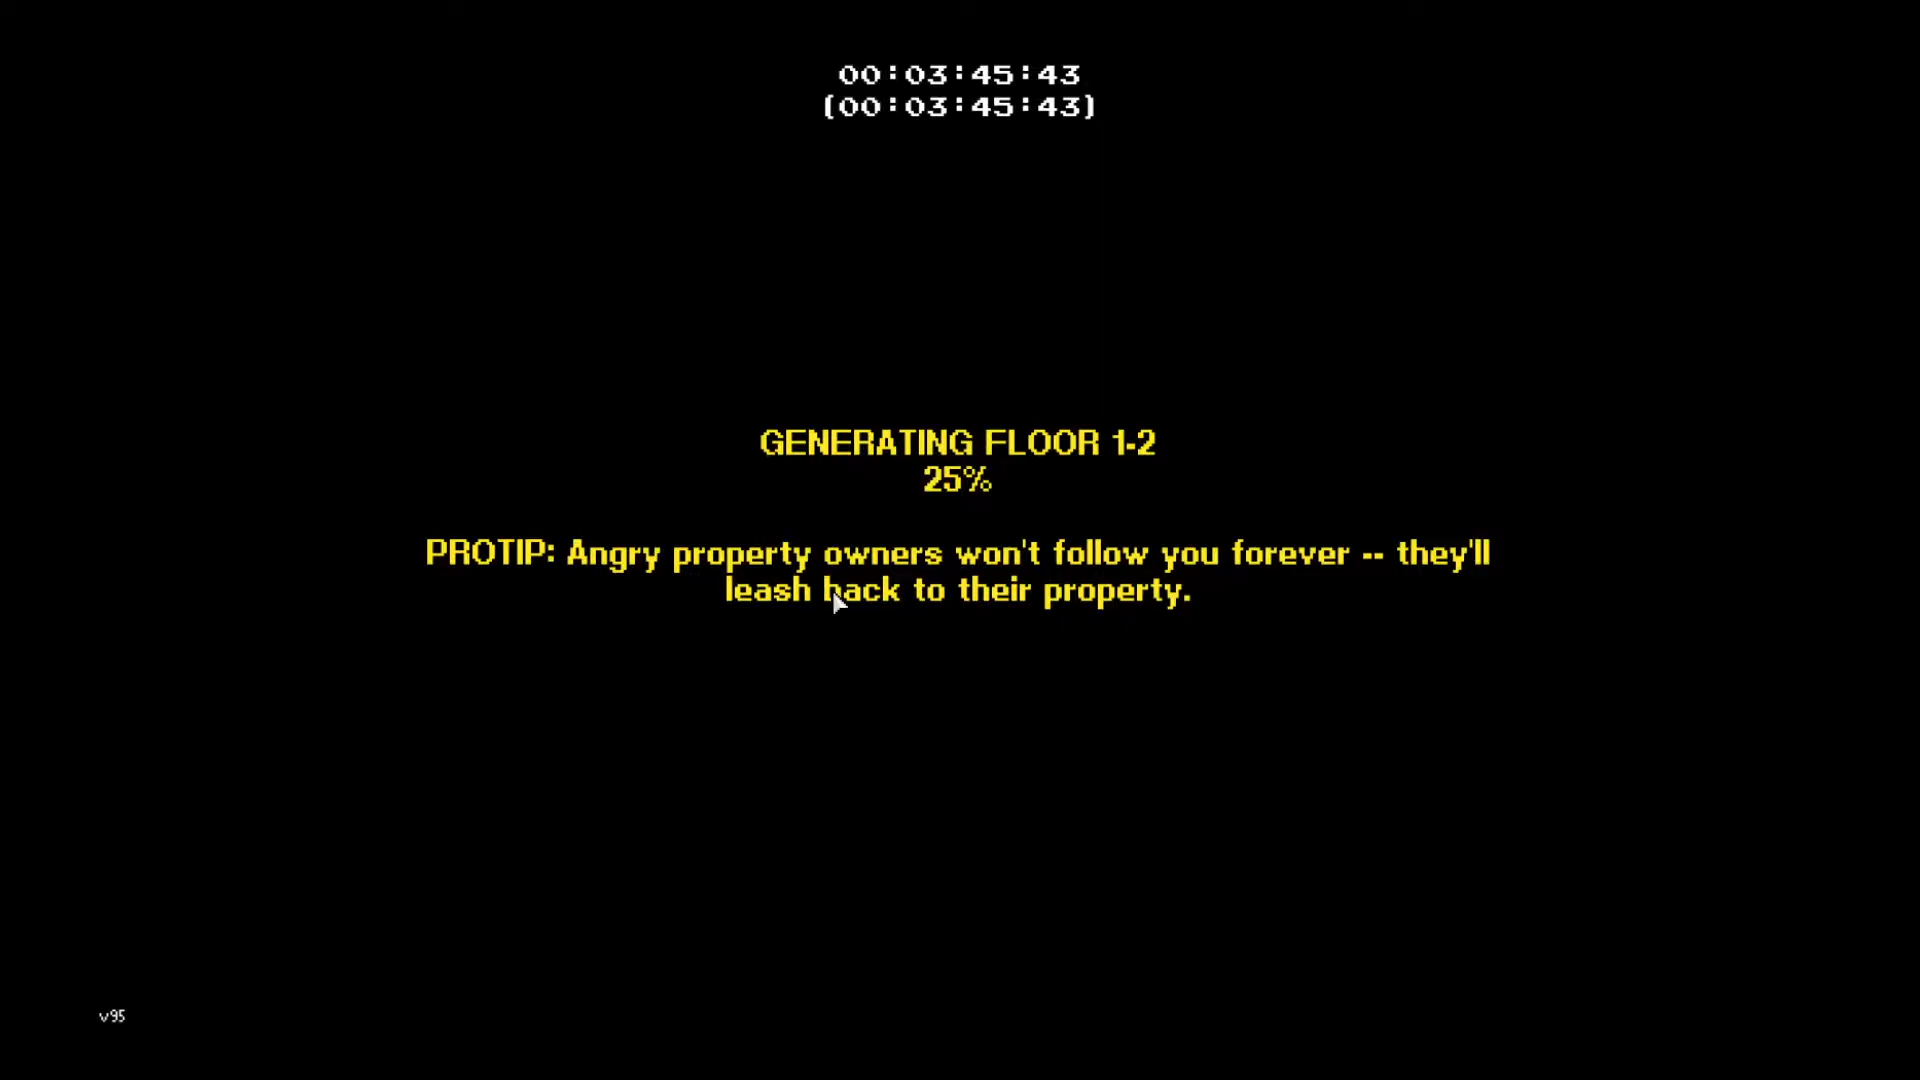 00:03:45:43
(00:03:45:43)
GENERATING FLOOR 1-2
25%
PROTIP: Angry property owners won't follow you forever -- they'll
leash back to their property.
v95